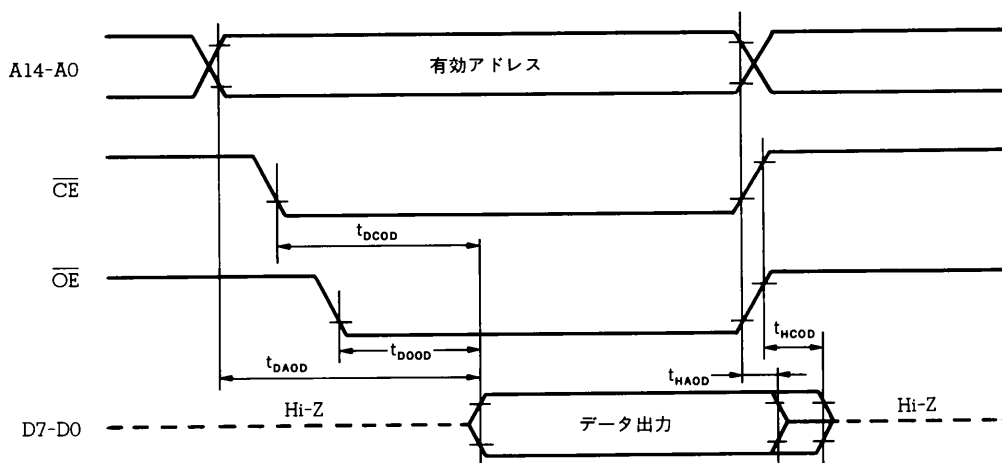 A14-A0
有効アドレス
CE
tDCOD
OE
tDOOD
tHCOD
tDAOD
tHAOD
Hi-Z
データ出力
Hi-Z
D7-D0